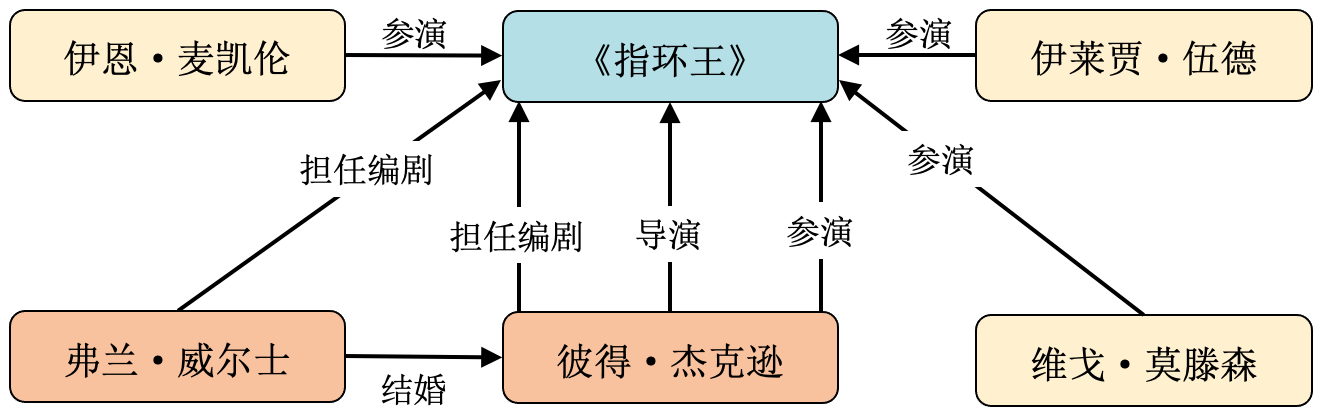 参演
参演
伊恩·麦凯伦
《指环王》
伊莱贾·伍德
担任编剧
参演
担任编剧
导演
参演
弗兰·威尔士
彼得·杰克逊
维戈·莫滕森
结婚